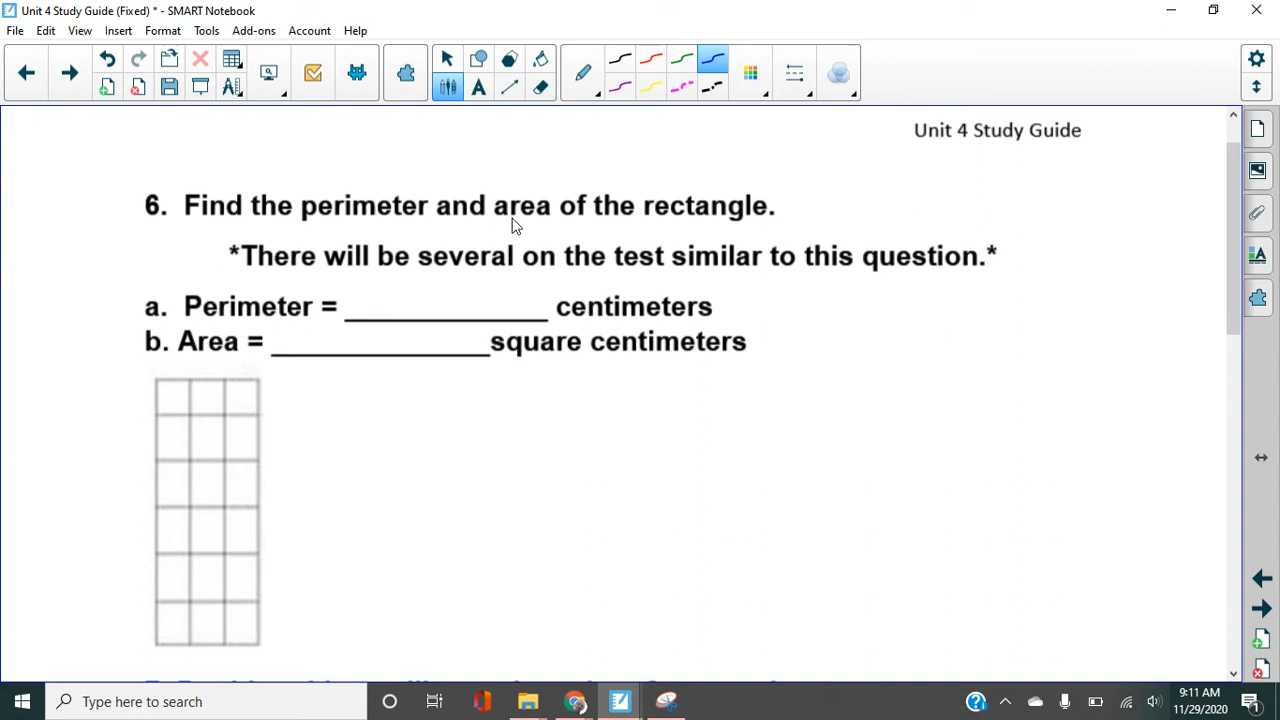 Unit 4 Study Guide (Fixed) * - SMART Notebook
File Edit View Insert Format Tools Add-ons Account Help
Unit 4 Study Guide
6. Find the perimeter and area of the rectangle.
*There will be several on the test similar to this question.*
a. Perimeter = _____________ centimeters
b. Area = ______________square centimeters
Type here to search
9:11 AM
11/29/2020
1